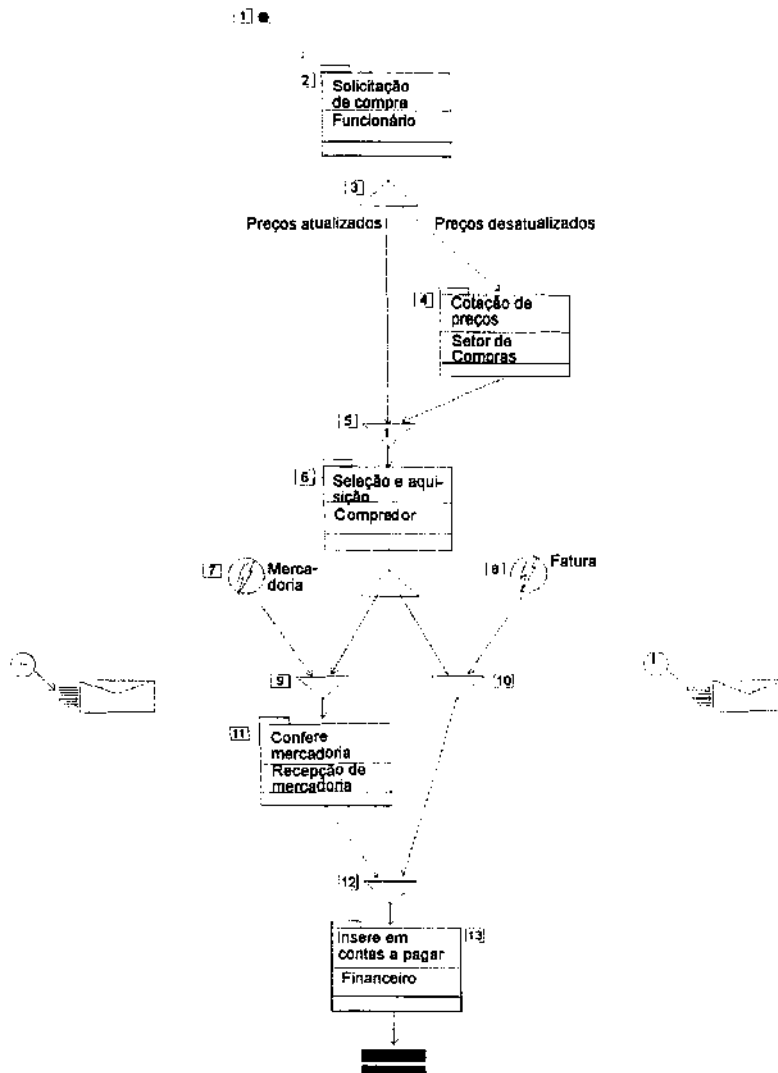 1
2
Solicitação
de compra
Funcionário
3
Preços atualizados
Preços desatualizados
4
Cotação de
preços
Setor de
Compras
5
1
6
Seleção e aqui-
sição
Comprador
7
Merca-
doria
8
Fatura
9
10
11
Confere
mercadoria
Recepção de
mercadoria
12
13
Insere em
contas a pagar
Financeiro